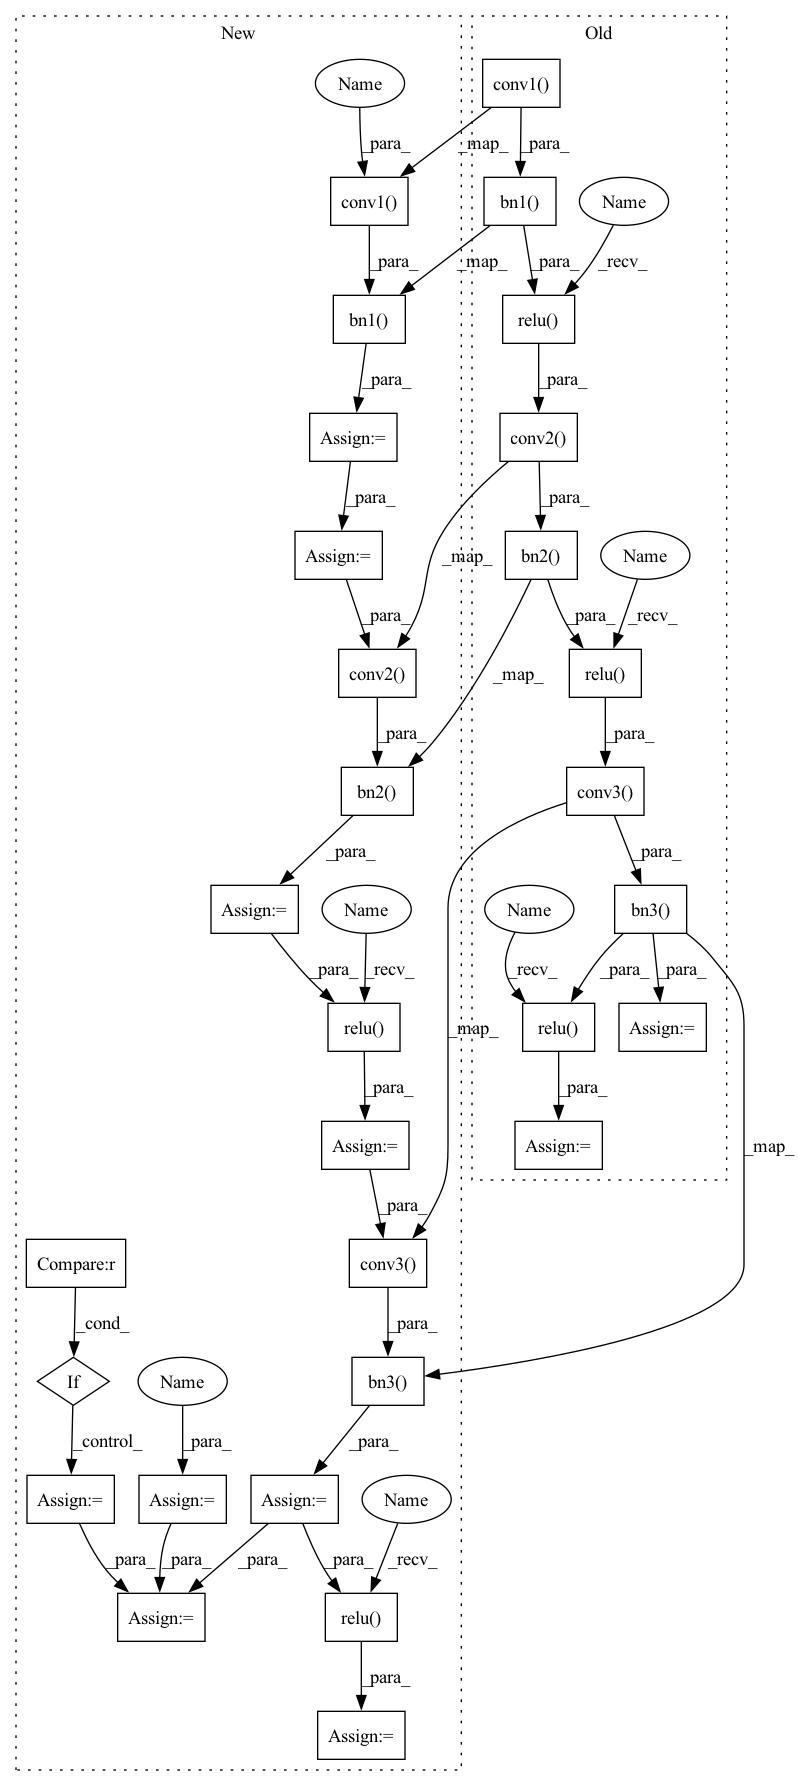 New
Old
Name
conv1()
_para_
_map_
_para_
conv1()
bn1()
Name
_para_
_map_
_para_
_recv_
bn1()
relu()
_para_
_para_
Assign:=
conv2()
_para_
_para_
Assign:=
bn2()
Name
_para_
_map_
_para_
_recv_
conv2()
_map_
relu()
_para_
_para_
bn2()
conv3()
_para_
_para_
Assign:=
Name
Name
bn3()
_para_
_recv_
_recv_
_para_
_para_
relu()
_map_
relu()
Assign:=
_para_
_para_
Assign:=
Assign:=
_map_
_para_
Compare:r
conv3()
_cond_
_para_
If
Name
bn3()
_control_
_para_
_para_
Assign:=
Assign:=
Assign:=
Name
_para_
_para_
_para_
_para_
_recv_
Assign:=
relu()
_para_
Assign:=